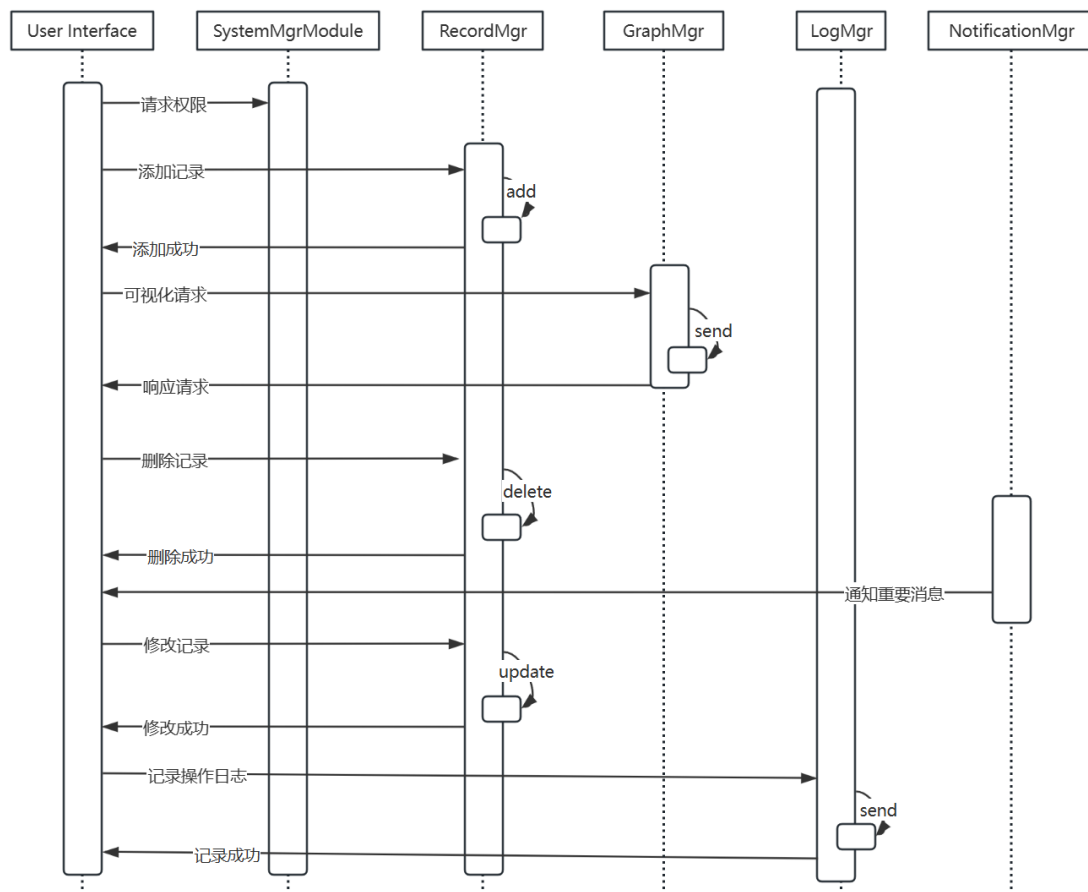 User Interface
SystemMgrModule
RecordMgr
GraphMgr
LogMgr
NotificationMgr
请求权限
添加记录
add
添加成功
可视化请求
send
响应请求
删除记录
delete
删除成功
通知重要消息
修改记录
update
修改成功
记录操作日志
send
记录成功